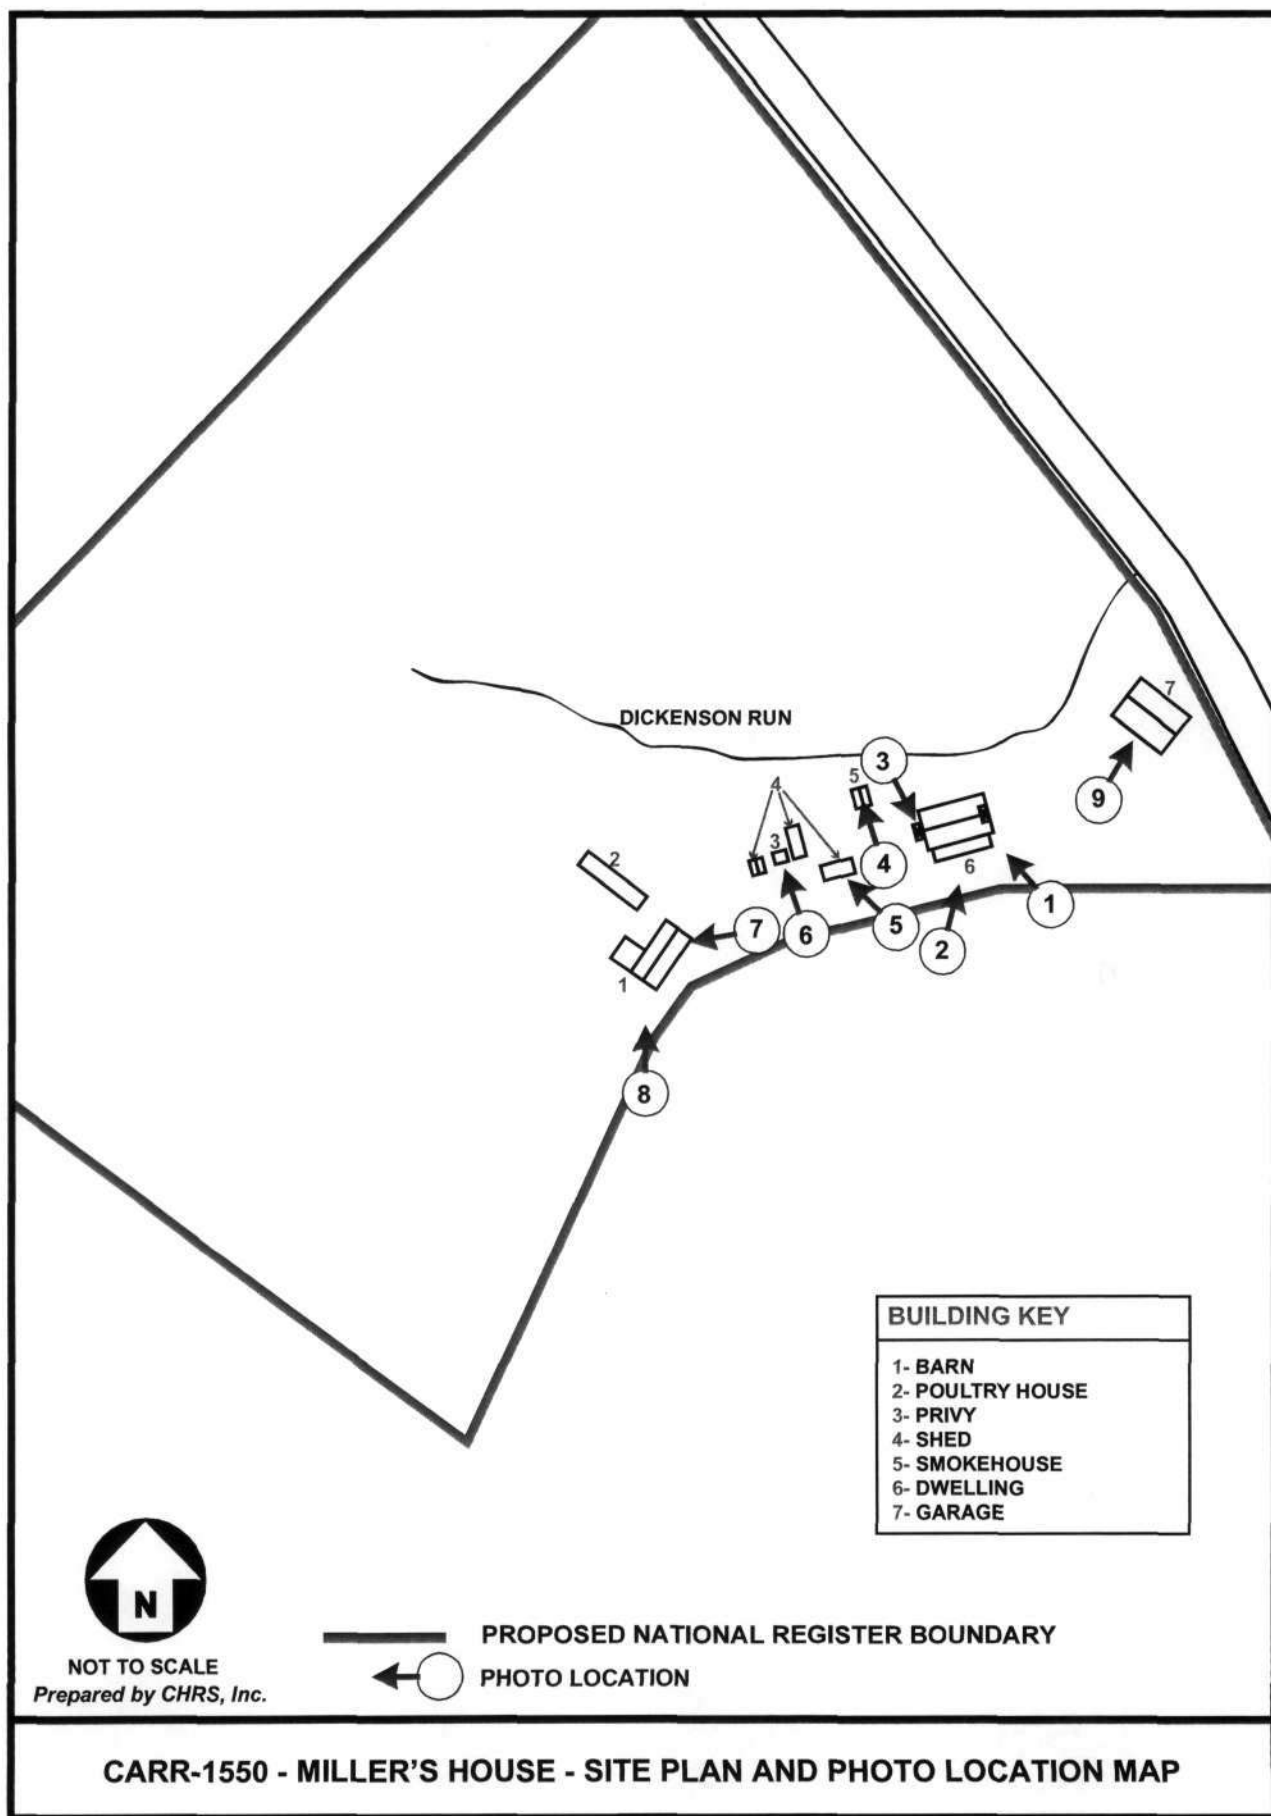 7
DICKENSON RUN
3
5
4
9
3
2
4
6
1
5
7
6
2
1
8
BUILDING KEY
1- BARN
2- POULTRY HOUSE
3- PRIVY
4- SHED
5- SMOKEHOUSE
6- DWELLING
7- GARAGE
N
NOT TO SCALE
Prepared by CHRS, Inc.
PROPOSED NATIONAL REGISTER BOUNDARY
PHOTO LOCATION
CARR-1550 - MILLER'S HOUSE - SITE PLAN AND PHOTO LOCATION MAP